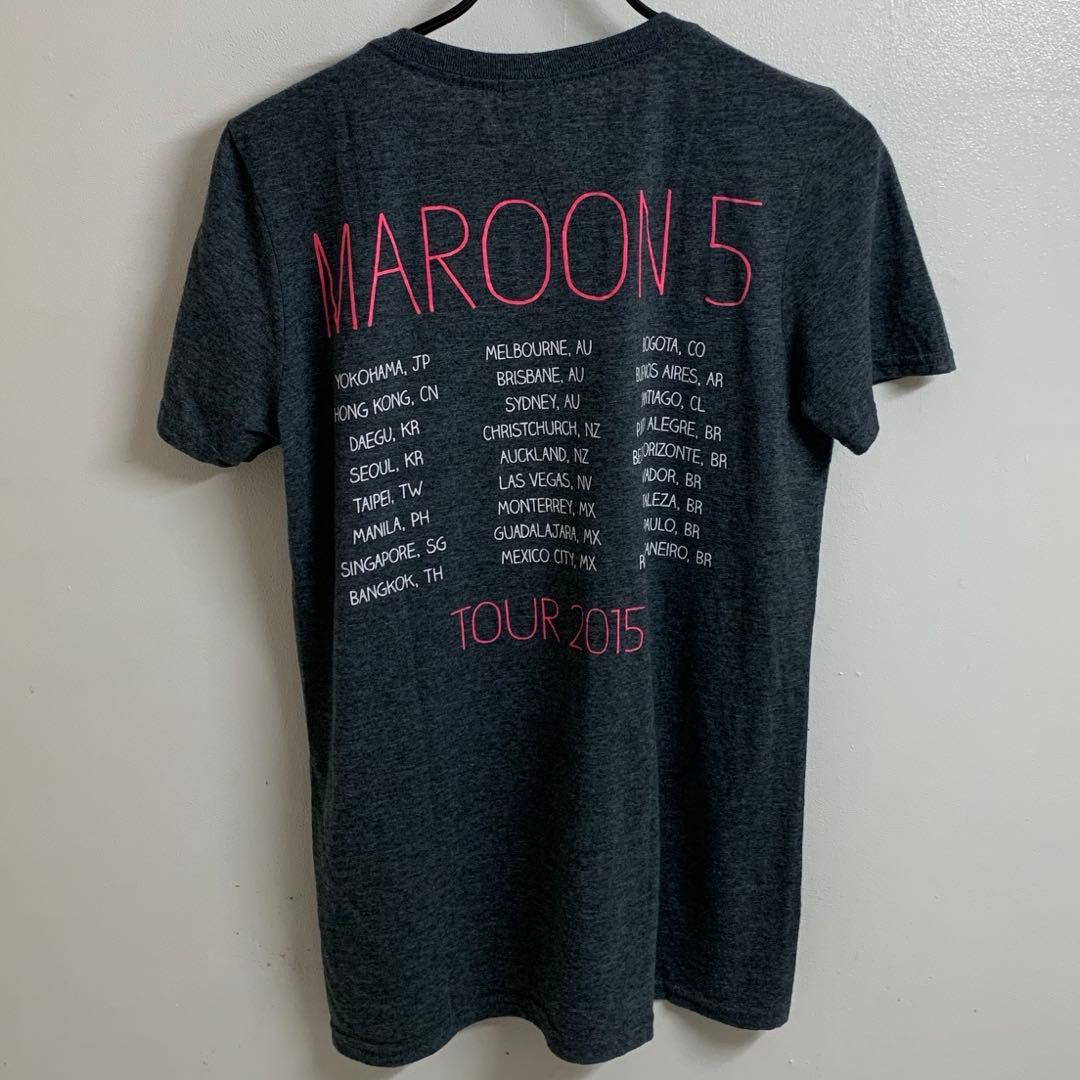 MAROON 5
YOKOHAMA, JP
HONG KONG, CN
DAEGU, KR
SEOUL, KR
TAIPEI, TW
MANILA, PH
SINGAPORE, SG
BANGKOK, TH
MELBOURNE, AU
BRISBANE, AU
SYDNEY, AU
CHRISTCHURCH, NZ
AUCKLAND, NZ
LAS VEGAS, NV
MONTERREY, MX
GUADALAJARA, MX
MEXICO CITY, MX
CO
AIRES, AR
CL
ALEGRE, BR
BR
BR
BR
BR
BR
TOUR 2015